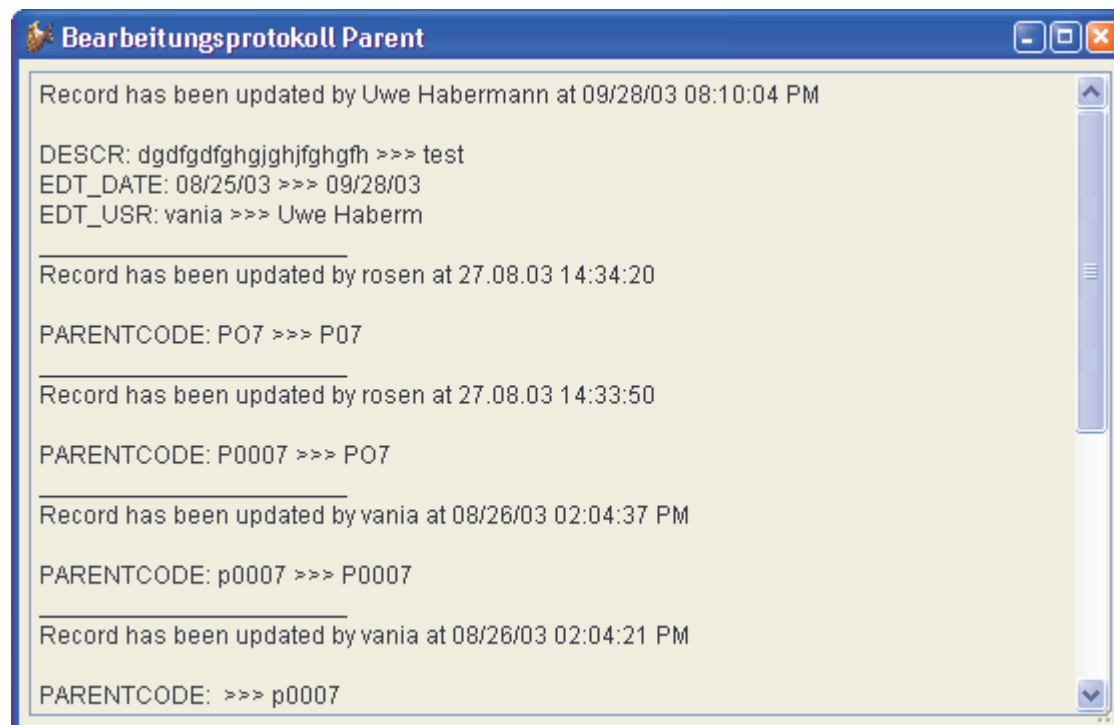 Bearbeitungsprotokoll Parent
Record has been updated by Uwe Habermann at 09/28/03 08:10:04 PM
DESCR: dgdfgdfghgjghjfghgfh >>> test
EDT_DATE: 08/25/03 >>> 09/28/03
EDT_USR: vania >>> Uwe Haberm
Record has been updated by rosen at 27.08.03 14:34:20
PARENTCODE: PO7 >>> P07
Record has been updated by rosen at 27.08.03 14:33:50
PARENTCODE: P0007 >>> PO7
Record has been updated by vania at 08/26/03 02:04:37 PM
PARENTCODE: p0007 >>> P0007
Record has been updated by vania at 08/26/03 02:04:21 PM
PARENTCODE:  >>> p0007